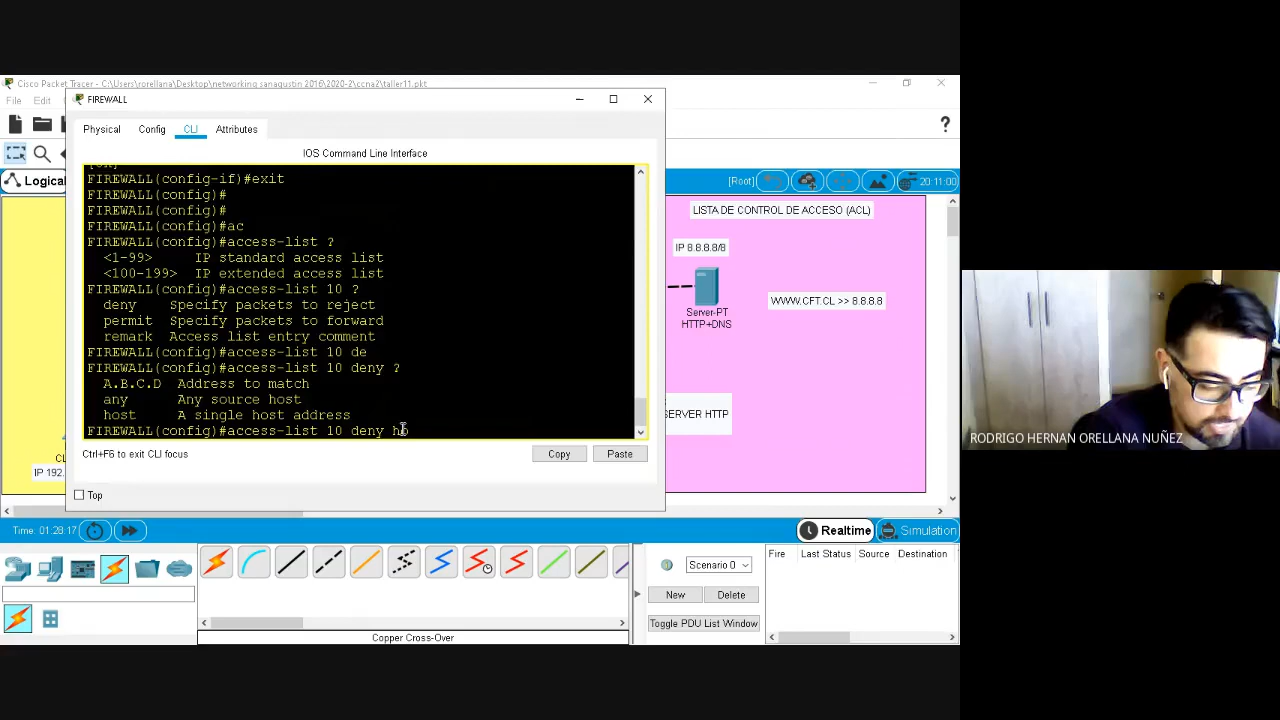 Cisco Packet Tracer - C:\Users\rorellana\Desktop\networking sanagustin 2016\2020-2\ccna2\taller11.pkt
File Edit
FIREWALL
Physical Config CLI Attributes
IOS Command Line Interface
FIREWALL(config-if)#exit
FIREWALL(config)#
FIREWALL(config)#
FIREWALL(config)#ac
FIREWALL(config)#access-list ?
<1-99> IP standard access list
<100-199> IP extended access list
FIREWALL(config)#access-list 10 ?
deny Specify packets to reject
permit Specify packets to forward
remark Access list entry comment
FIREWALL(config)#access-list 10 de
FIREWALL(config)#access-list 10 deny ?
A.B.C.D Address to match
any Any source host
host A single host address
FIREWALL(config)#access-list 10 deny ho
Ctrl+F6 to exit CLI focus
Copy Paste
Top
Logical
[Root] 20:11:00
LISTA DE CONTROL DE ACCESO (ACL)
IP 8.8.8.8/8
Server-PT
HTTP+DNS
WWW.CFT.CL >> 8.8.8.8
SERVER HTTP
IP 192.
Time: 01:28:17
Realtime Simulation
Scenario 0
New Delete
Toggle PDU List Window
Fire Last Status Source Destination
Copper Cross-Over
RODRIGO HERNAN ORELLANA NUÑEZ